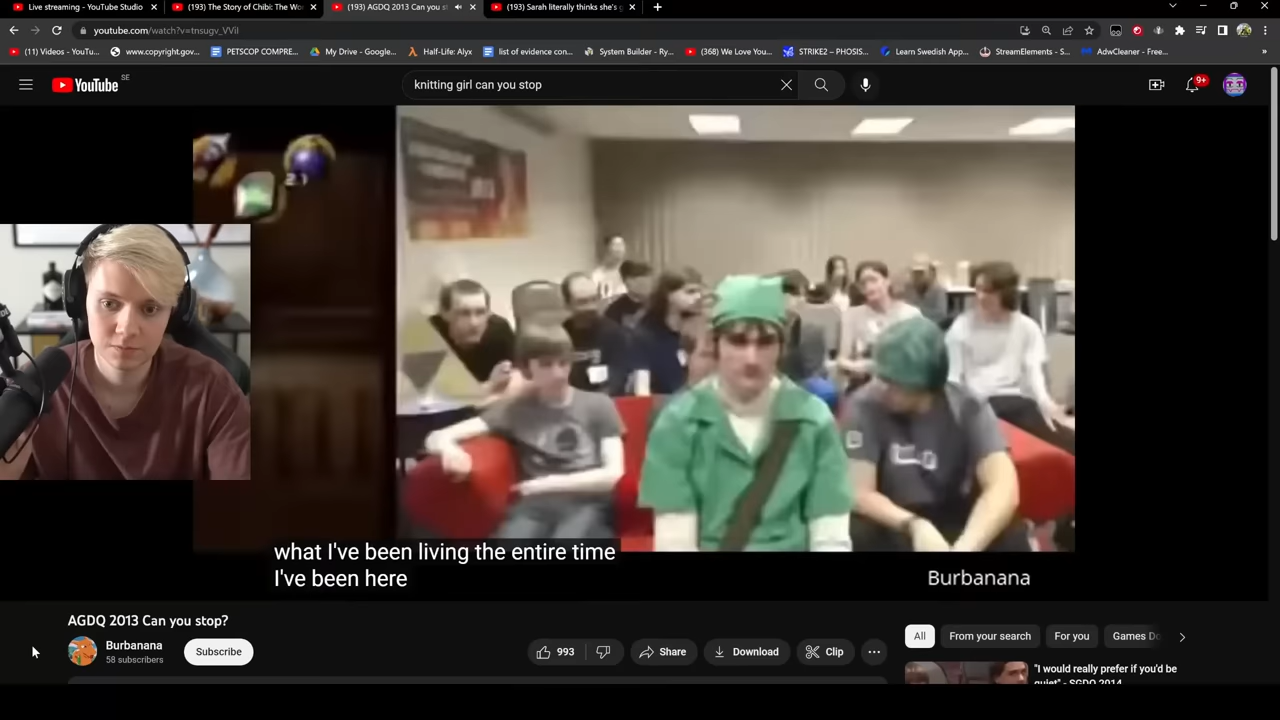 Live streaming - YouTube Studio
(193) The Story of Chibi: The Wo
(193) AGDQ 2013 Can you st
(193) Sarah literally thinks she's g
youtube.com/watch?v=tnsugv_VViI
(11) Videos - YouTu...
www.copyright.gov...
PETSCOP COMPRE...
My Drive - Google...
Half-Life: Alyx
list of evidence con...
System Builder - Ry...
(368) We Love You...
STRIKE2 – PHOSIS...
Learn Swedish App...
StreamElements - S...
AdwCleaner - Free...
YouTube SE
knitting girl can you stop
9+
21
what I've been living the entire time
I've been here
Burbanana
AGDQ 2013 Can you stop?
Burbanana
58 subscribers
Subscribe
993
Share
Download
Clip
All
From your search
For you
Games Do
"I would really prefer if you'd be
quiet" - SGDQ 2014